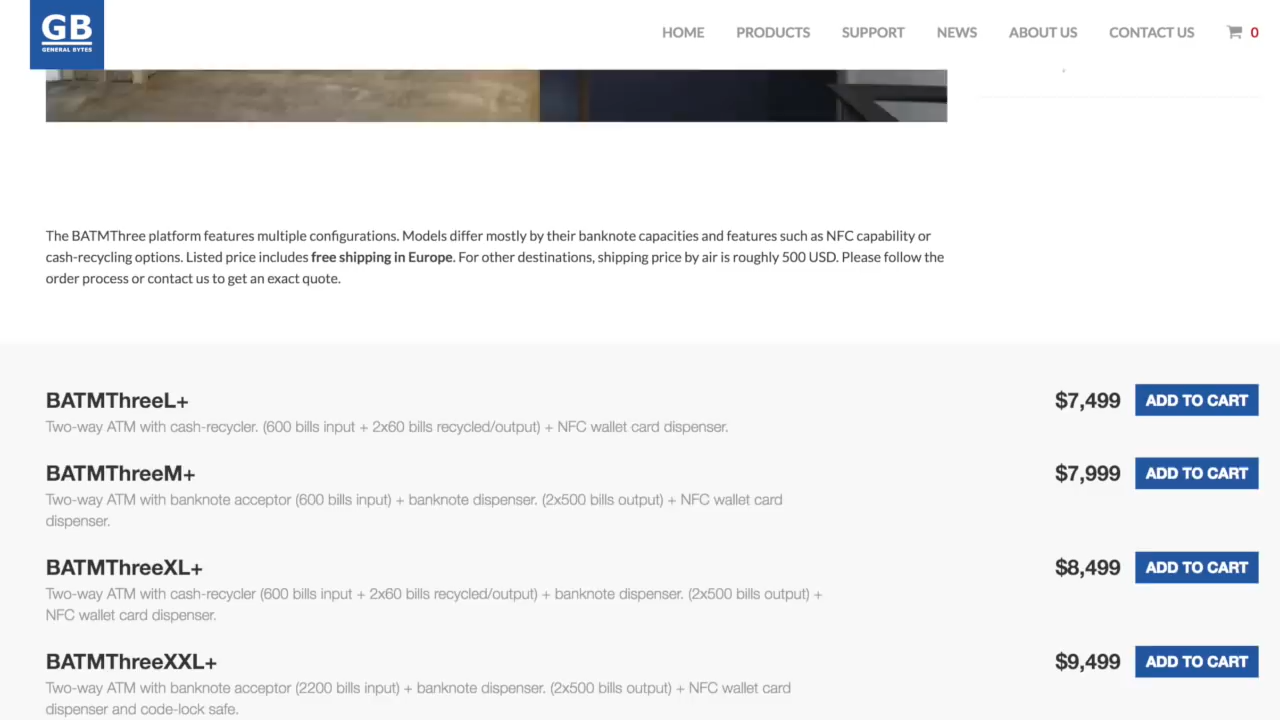 GB
GENERAL BYTES
HOME PRODUCTS SUPPORT NEWS ABOUT US CONTACT US 0
The BATMThree platform features multiple configurations. Models differ mostly by their banknote capacities and features such as NFC capability or
cash-recycling options. Listed price includes free shipping in Europe. For other destinations, shipping price by air is roughly 500 USD. Please follow the
order process or contact us to get an exact quote.
BATMThreeL+ $7,499 ADD TO CART
Two-way ATM with cash-recycler. (600 bills input + 2x60 bills recycled/output) + NFC wallet card dispenser.
BATMThreeM+ $7,999 ADD TO CART
Two-way ATM with banknote acceptor (600 bills input) + banknote dispenser. (2x500 bills output) + NFC wallet card
dispenser.
BATMThreeXL+ $8,499 ADD TO CART
Two-way ATM with cash-recycler (600 bills input + 2x60 bills recycled/output) + banknote dispenser. (2x500 bills output) +
NFC wallet card dispenser.
BATMThreeXXL+ $9,499 ADD TO CART
Two-way ATM with banknote acceptor (2200 bills input) + banknote dispenser. (2x500 bills output) + NFC wallet card
dispenser and code-lock safe.